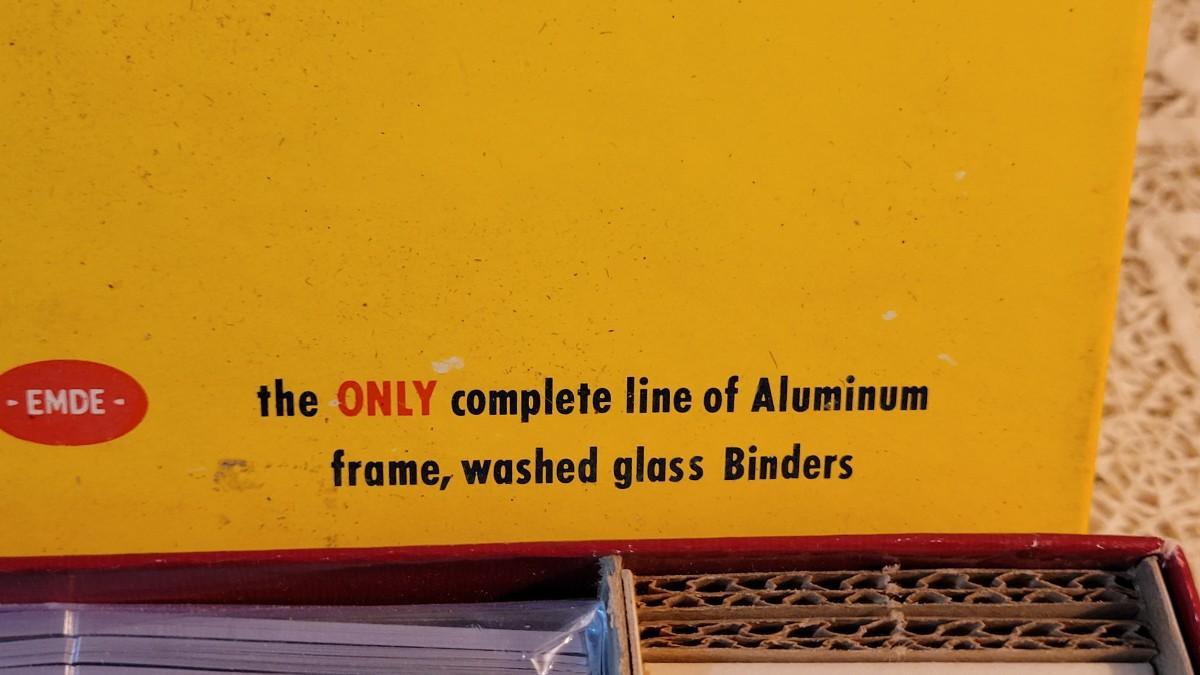 - EMDE -
the ONLY complete line of Aluminum
frame, washed glass Binders